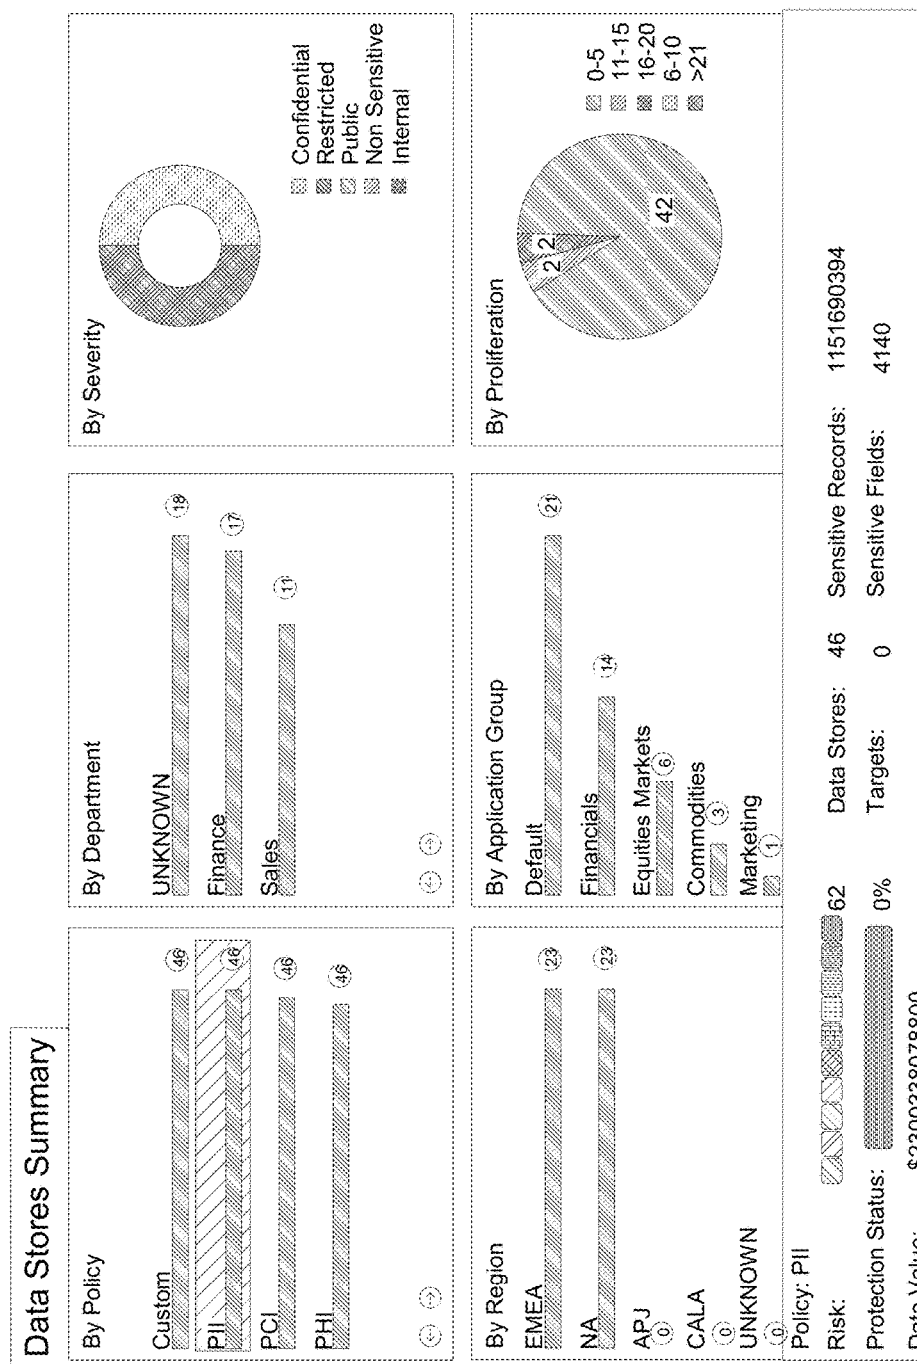 Data Stores Summary
By Policy
Custom
46
PII
46
PCI
46
PHI
46
By Department
UNKNOWN
18
Finance
17
Sales
11
By Severity
Confidential
Restricted
Public
Non Sensitive
Internal
By Region
EMEA
23
NA
23
APJ
0
CALA
0
UNKNOWN
0
By Application Group
Default
21
Financials
14
Equities Markets
6
Commodities
3
Marketing
1
By Proliferation
2
2
42
0-5
11-15
16-20
6-10
>21
Policy: PII
Risk: 62 Data Stores: 46 Sensitive Records: 1151690394
Protection Status: 0% Targets: 0 Sensitive Fields: 4140
Data Value: